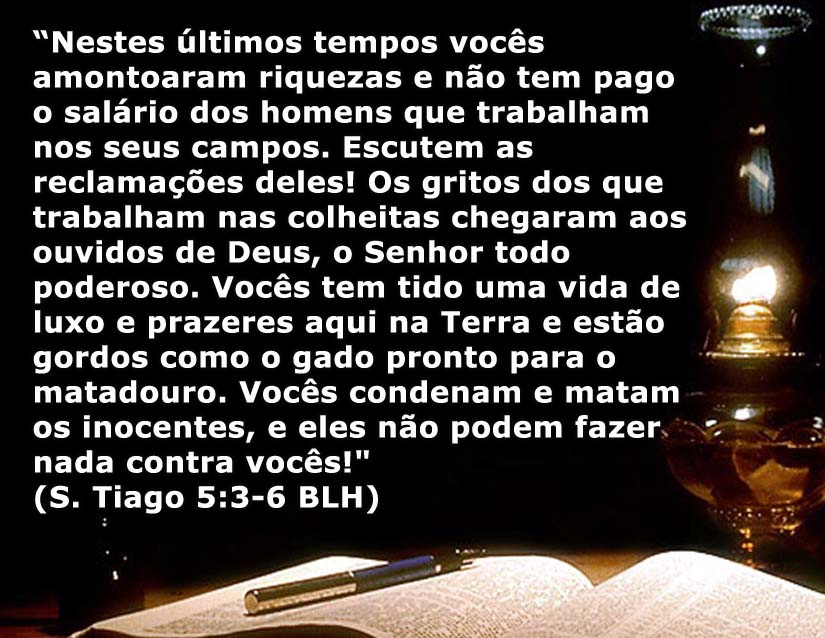 “Nestes últimos tempos vocês
amontoaram riquezas e não tem pago
o salário dos homens que trabalham
nos seus campos. Escutem as
reclamações deles! Os gritos dos que
trabalham nas colheitas chegaram aos
ouvidos de Deus, o Senhor todo
poderoso. Vocês tem tido uma vida de
luxo e prazeres aqui na Terra e estão
gordos como o gado pronto para o
matadouro. Vocês condenam e matam
os inocentes, e eles não podem fazer
nada contra vocês!"
(S. Tiago 5:3-6 BLH)